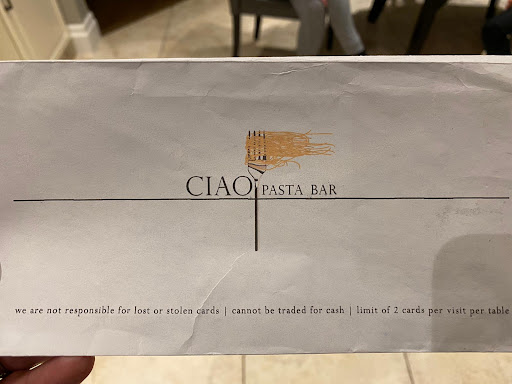 CIAO PASTA BAR
we are not responsible for lost or stolen cards | cannot be traded for cash | limit of 2 cards per visit per table